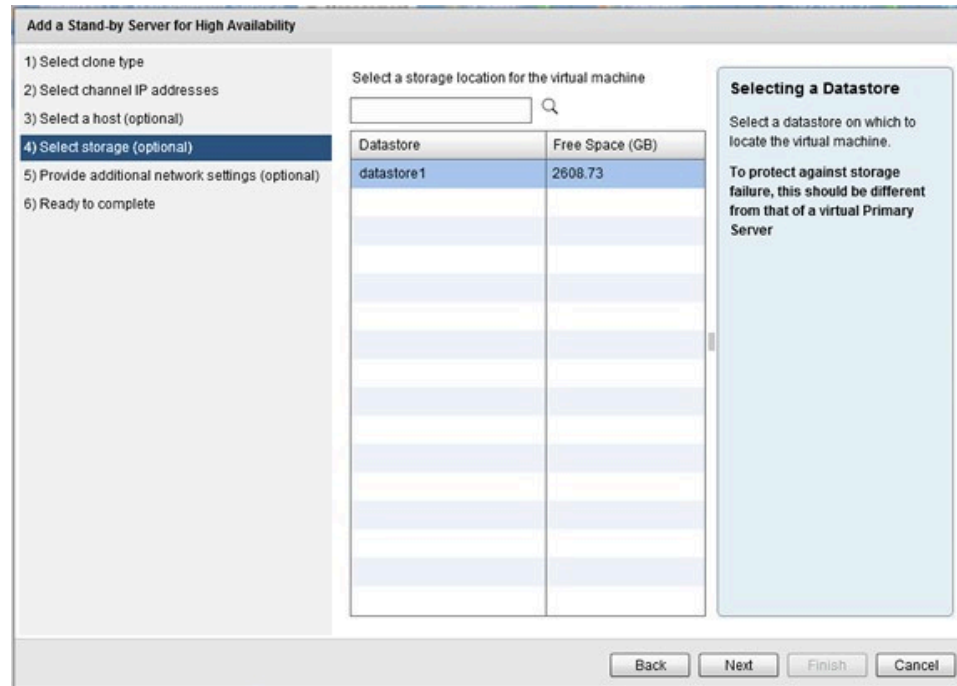 Add a Stand-by Server for High Availability
1) Select clone type
2) Select channel IP addresses
3) Select a host (optional)
4) Select storage (optional)
5) Provide additional network settings (optional)
6) Ready to complete
Select a storage location for the virtual machine
Datastore Free Space (GB)
datastore1 2608.73
Selecting a Datastore
Select a datastore on which to
locate the virtual machine.
To protect against storage
failure, this should be different
from that of a virtual Primary
Server
Back Next Finish Cancel